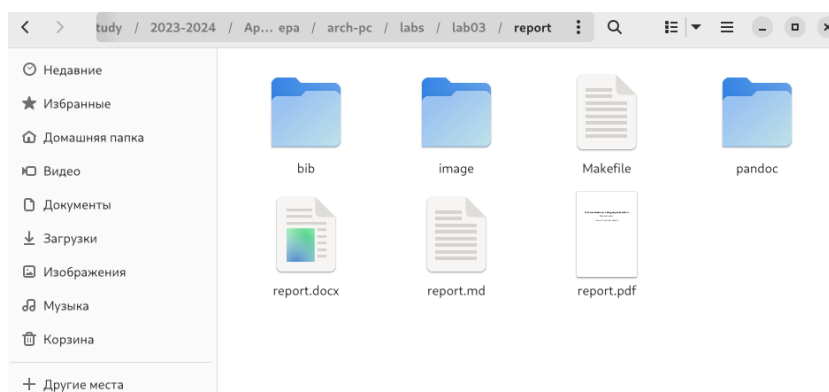 tudy / 2023-2024 / Ap... ера / arch-pc / labs / lab03 / report
Недавние
Избранные
Домашняя папка
Видео
Документы
Загрузки
Изображения
Музыка
Корзина
Другие места
bib image Makefile pandoc
report.docx report.md report.pdf